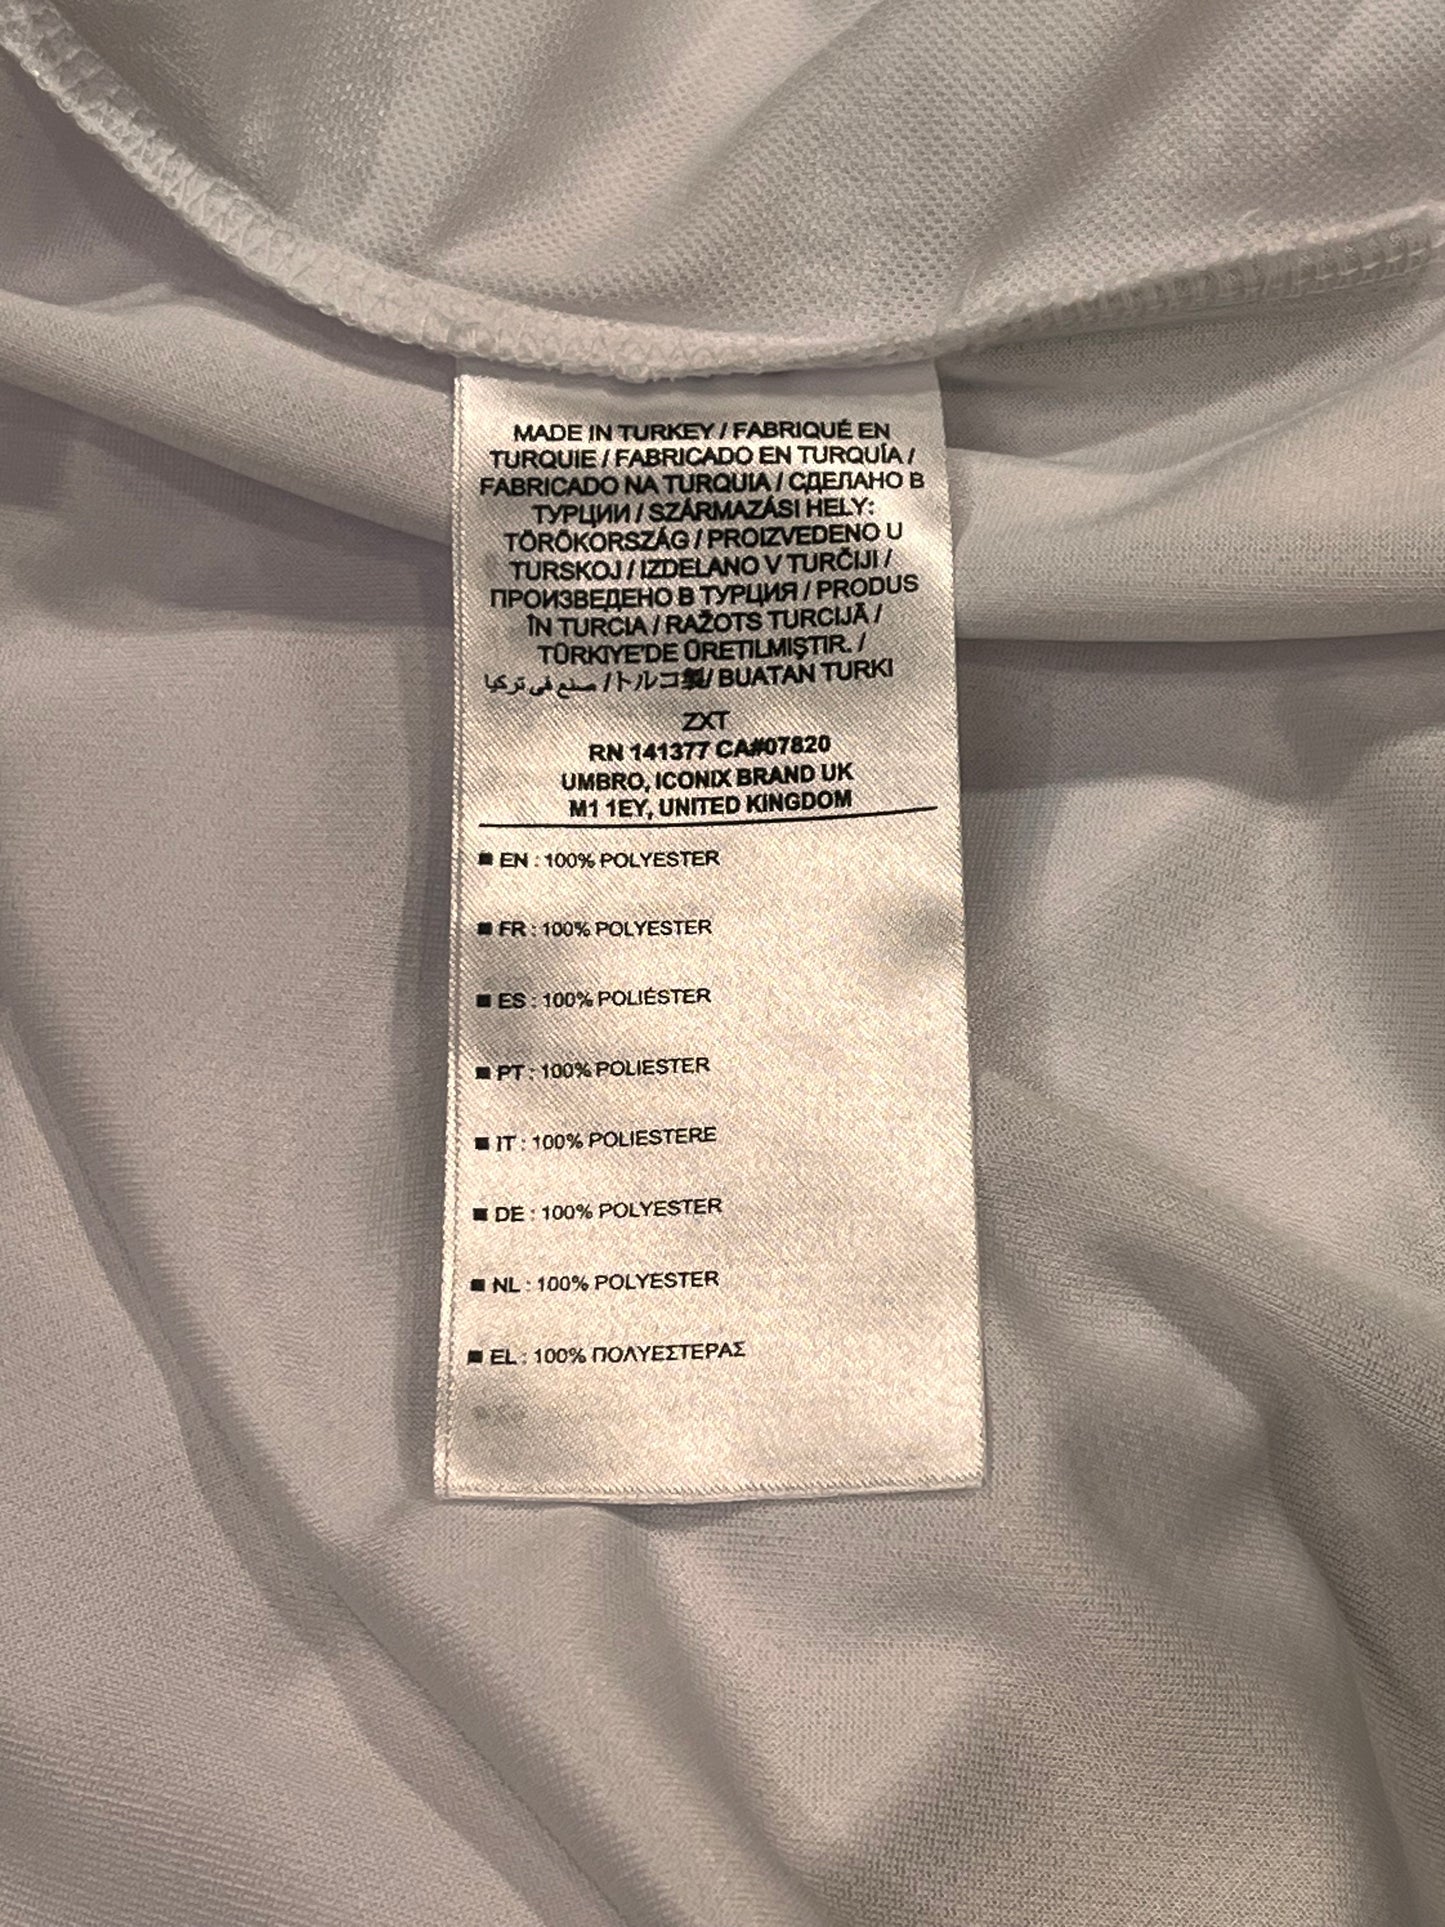 MADE IN TURKEY / FABRIQUÉ EN
TURQUIE / FABRICADO EN TURQUÍA /
FABRICADO NA TURQUIA / СДЕЛАНО В
ТУРЦИИ / SZÁRMAZÁSI HELY:
TÖRÖKORSZÁG / PROIZVEDENO U
TURSKOJ / IZDELANO V TURČIJI /
ПРОИЗВЕДЕНО В ТУРЦИЯ / PRODUS
ÎN TURCIA / RAŽOTS TURCIJĀ /
TÜRKIYE'DE ÜRETILMIŞTIR. /
صنع في تركيا / トルコ製/ BUATAN TURKI
ZXT
RN 141377 CA#07820
UMBRO, ICONIX BRAND UK
M1 1EY, UNITED KINGDOM
■ EN : 100% POLYESTER
■ FR : 100% POLYESTER
■ ES : 100% POLIÉSTER
■ PT : 100% POLIESTER
■ IT : 100% POLIESTERE
■ DE : 100% POLYESTER
■ NL : 100% POLYESTER
■ EL : 100% ΠΟΛΥΕΣΤΕΡΑΣ